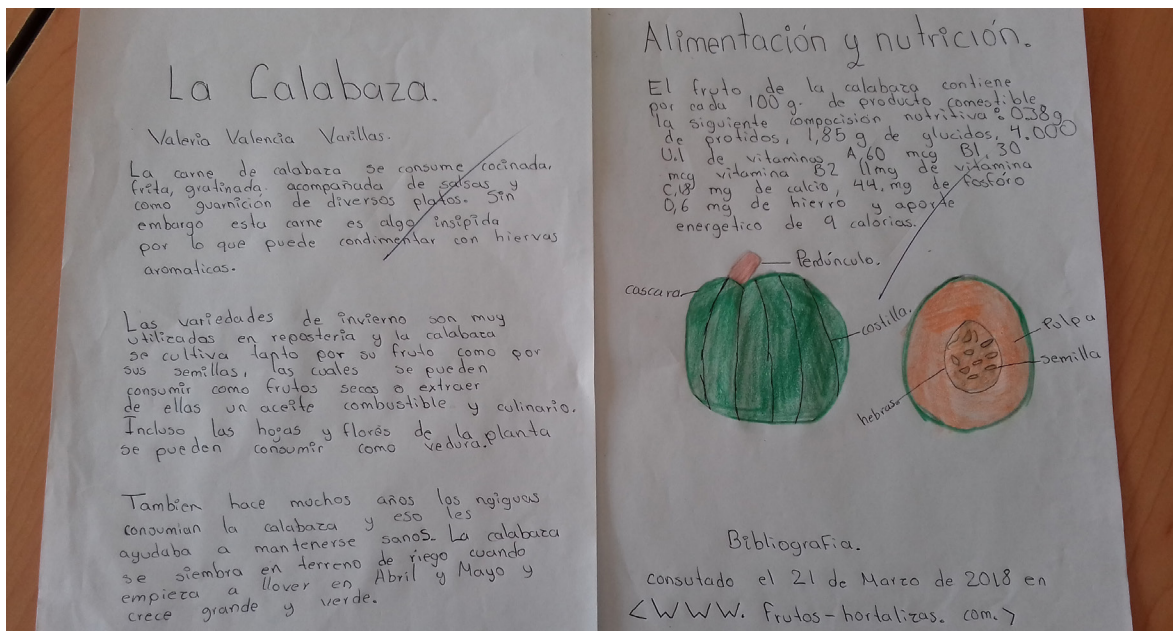 La Calabaza.
Valeria Valencia Varillas.
La carne de calabaza se consume cocinada,
frita, gratinada. acompañada de salsas y
como guarnición de diversos platos. Sin
embargo esta carne es algo insipida
por lo que puede condimentar con hiervas
aromaticas.
Las variedades de invierno son muy
utilizadas en reposteria y la calabaza
se cultiva tanto por su fruto como por
sus semillas, las cuales se pueden
consumir como frutos secos o extraer
de ellas un aceite combustible y culinario.
Incluso las hojas y flores de la planta
se pueden consumir como vedura.
Tambien hace muchos años los ngiguas
consumian la calabaza y eso les
ayudaba a mantenerse sanos. La calabaza
se siembra en terreno de riego cuando
empieza a llover en Abril y Mayo y
crece grande y verde.
Alimentación y nutrición.
El fruto de la calabaza contiene
por cada 100 g. de producto comestible
la siguiente compocisión nutritiva: 0.38g
de protidos, 1,85 g de glucidos, 4.000
U.I de vitaminas A,60 mcg B1, 30
mcg vitamina B2 11mg de vitamina
C,18 mg de calcio, 44, mg de fosfóro
0,6 mg de hierro y aporte
energetico de 9 calorias.
Perdúnculo.
cascara
costilla.
Pulpa
semilla
hebras
Bibliografia.
consutado el 21 de Marzo de 2018 en
<WWW. frutos-hortalizas. com.>